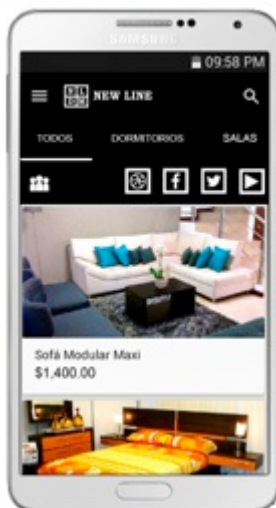 SAMSUNG
09:58 PM
NEW LINE
TODOS DORMITORIOS SALAS
Sofá Modular Maxi
$1,400.00